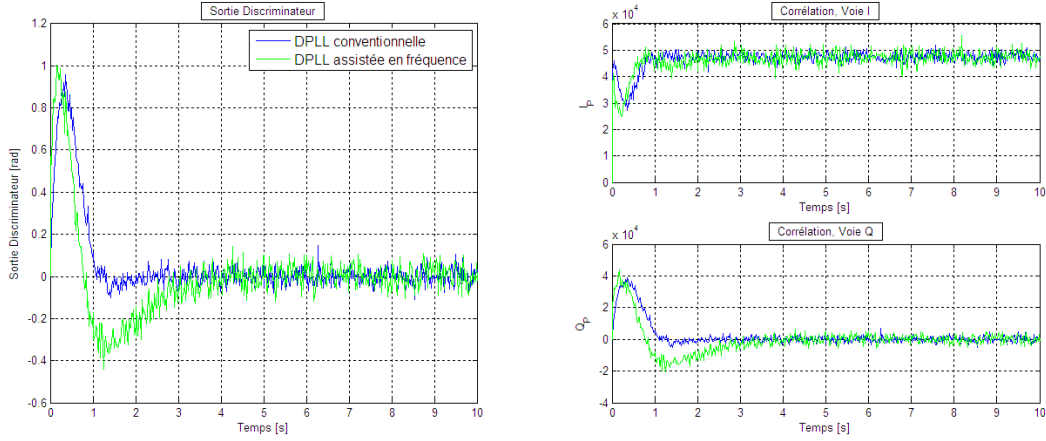 Sortie Discriminateur
DPLL conventionnelle
DPLL assistée en fréquence
Sortie Discriminateur [rad]
1.2
1
0.8
0.6
0.4
0.2
0
-0.2
-0.4
-0.6
0 1 2 3 4 5 6 7 8 9 10
Temps [s]
x 10^4
Corrélation, Voie I
I_P
6
5
4
3
2
1
0
0 1 2 3 4 5 6 7 8 9 10
Temps [s]
x 10^4
Corrélation, Voie Q
Q_P
6
4
2
0
-2
-4
0 1 2 3 4 5 6 7 8 9 10
Temps [s]